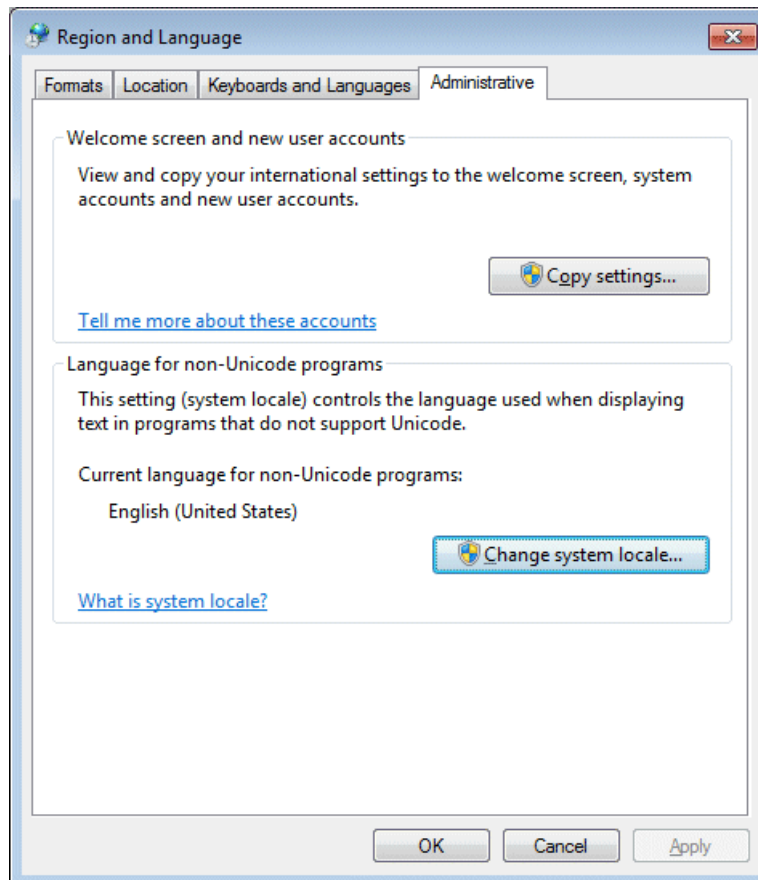 Region and Language
Formats Location Keyboards and Languages Administrative
Welcome screen and new user accounts
View and copy your international settings to the welcome screen, system
accounts and new user accounts.
Copy settings...
Tell me more about these accounts
Language for non-Unicode programs
This setting (system locale) controls the language used when displaying
text in programs that do not support Unicode.
Current language for non-Unicode programs:
English (United States)
Change system locale...
What is system locale?
OK Cancel Apply